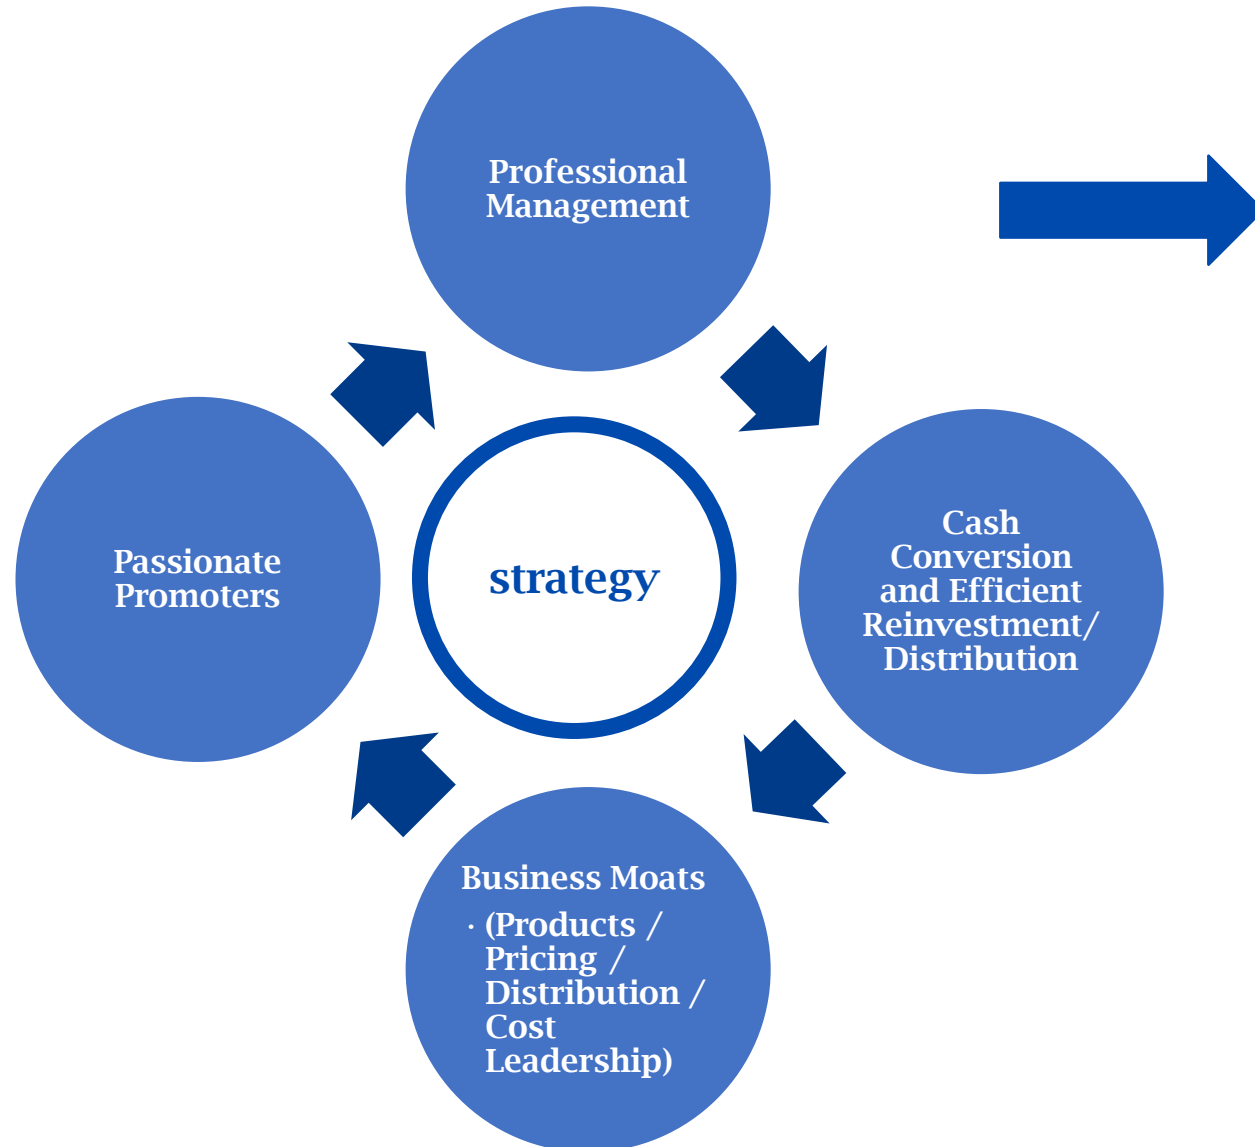 Professional
Management
Cash
Conversion
and Efficient
Reinvestment/
Distribution
Passionate
Promoters
strategy
Business Moats
· (Products /
Pricing /
Distribution /
Cost
Leadership)